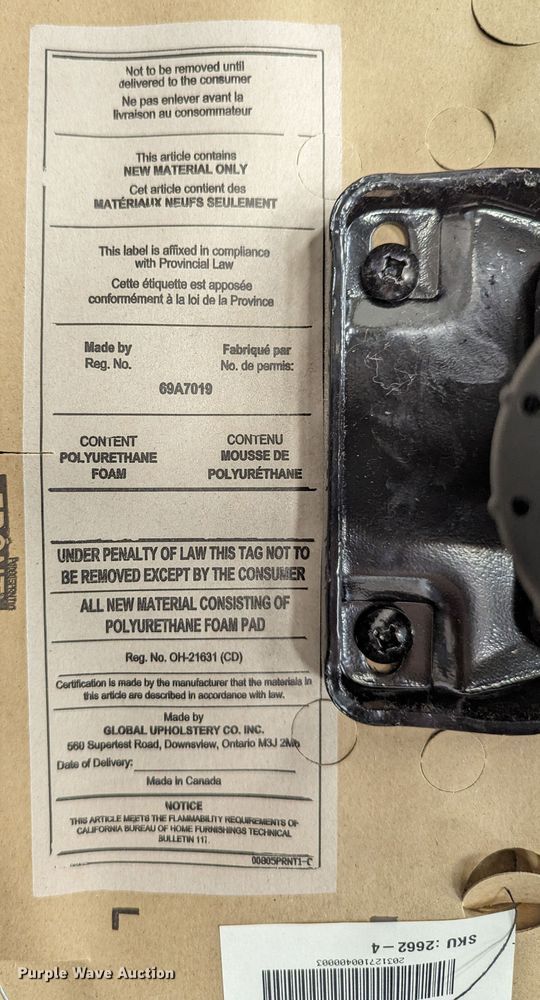 Not to be removed until
delivered to the consumer
Ne pas enlever avant la
livraison au consommateur
This article contains
NEW MATERIAL ONLY
Cet article contient des
MATÉRIAUX NEUFS SEULEMENT
This label is affixed in compliance
with Provincial Law
Cette étiquette est apposée
conformément à la loi de la Province
Made by
Reg. No.
Fabriqué par
No. de permis:
69A7019
CONTENT
POLYURETHANE
FOAM
CONTENU
MOUSSE DE
POLYURÉTHANE
UNDER PENALTY OF LAW THIS TAG NOT TO
BE REMOVED EXCEPT BY THE CONSUMER
ALL NEW MATERIAL CONSISTING OF
POLYURETHANE FOAM PAD
Reg. No. OH-21631 (CD)
Certification is made by the manufacturer that the materials in
this article are described in accordance with law.
Made by
GLOBAL UPHOLSTERY CO. INC.
560 Supertest Road, Downsview, Ontario M3J 2M6
Date of Delivery:
Made in Canada
NOTICE
THIS ARTICLE MEETS THE FLAMMABILITY REQUIREMENTS OF
CALIFORNIA BUREAU OF HOME FURNISHINGS TECHNICAL
BULLETIN 117.
00805PRNT1-C
SKU: 2662-4
2031271000400003
Purple Wave Auction